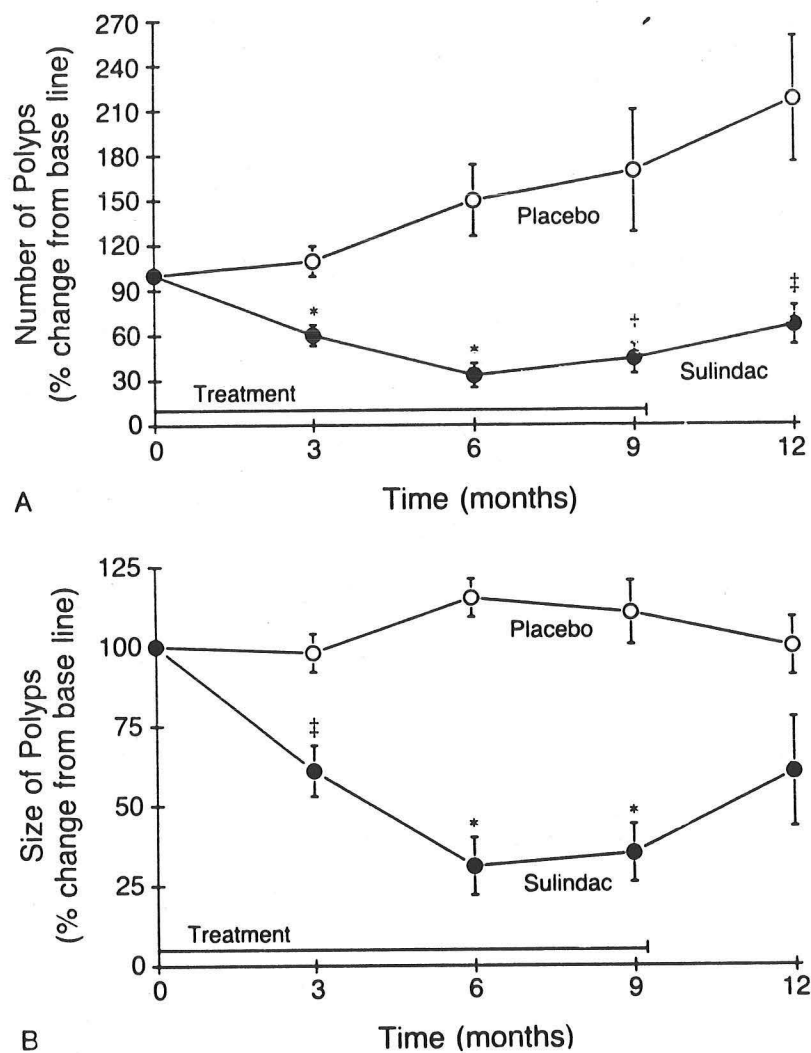 Number of Polyps
(% change from base line)
270
240
210
180
150
120
90
60
30
0
Placebo
*
*
†
‡
Sulindac
Treatment
0 3 6 9 12
A
Time (months)
Size of Polyps
(% change from base line)
125
100
75
50
25
0
Placebo
‡
*
*
Sulindac
Treatment
0 3 6 9 12
B
Time (months)